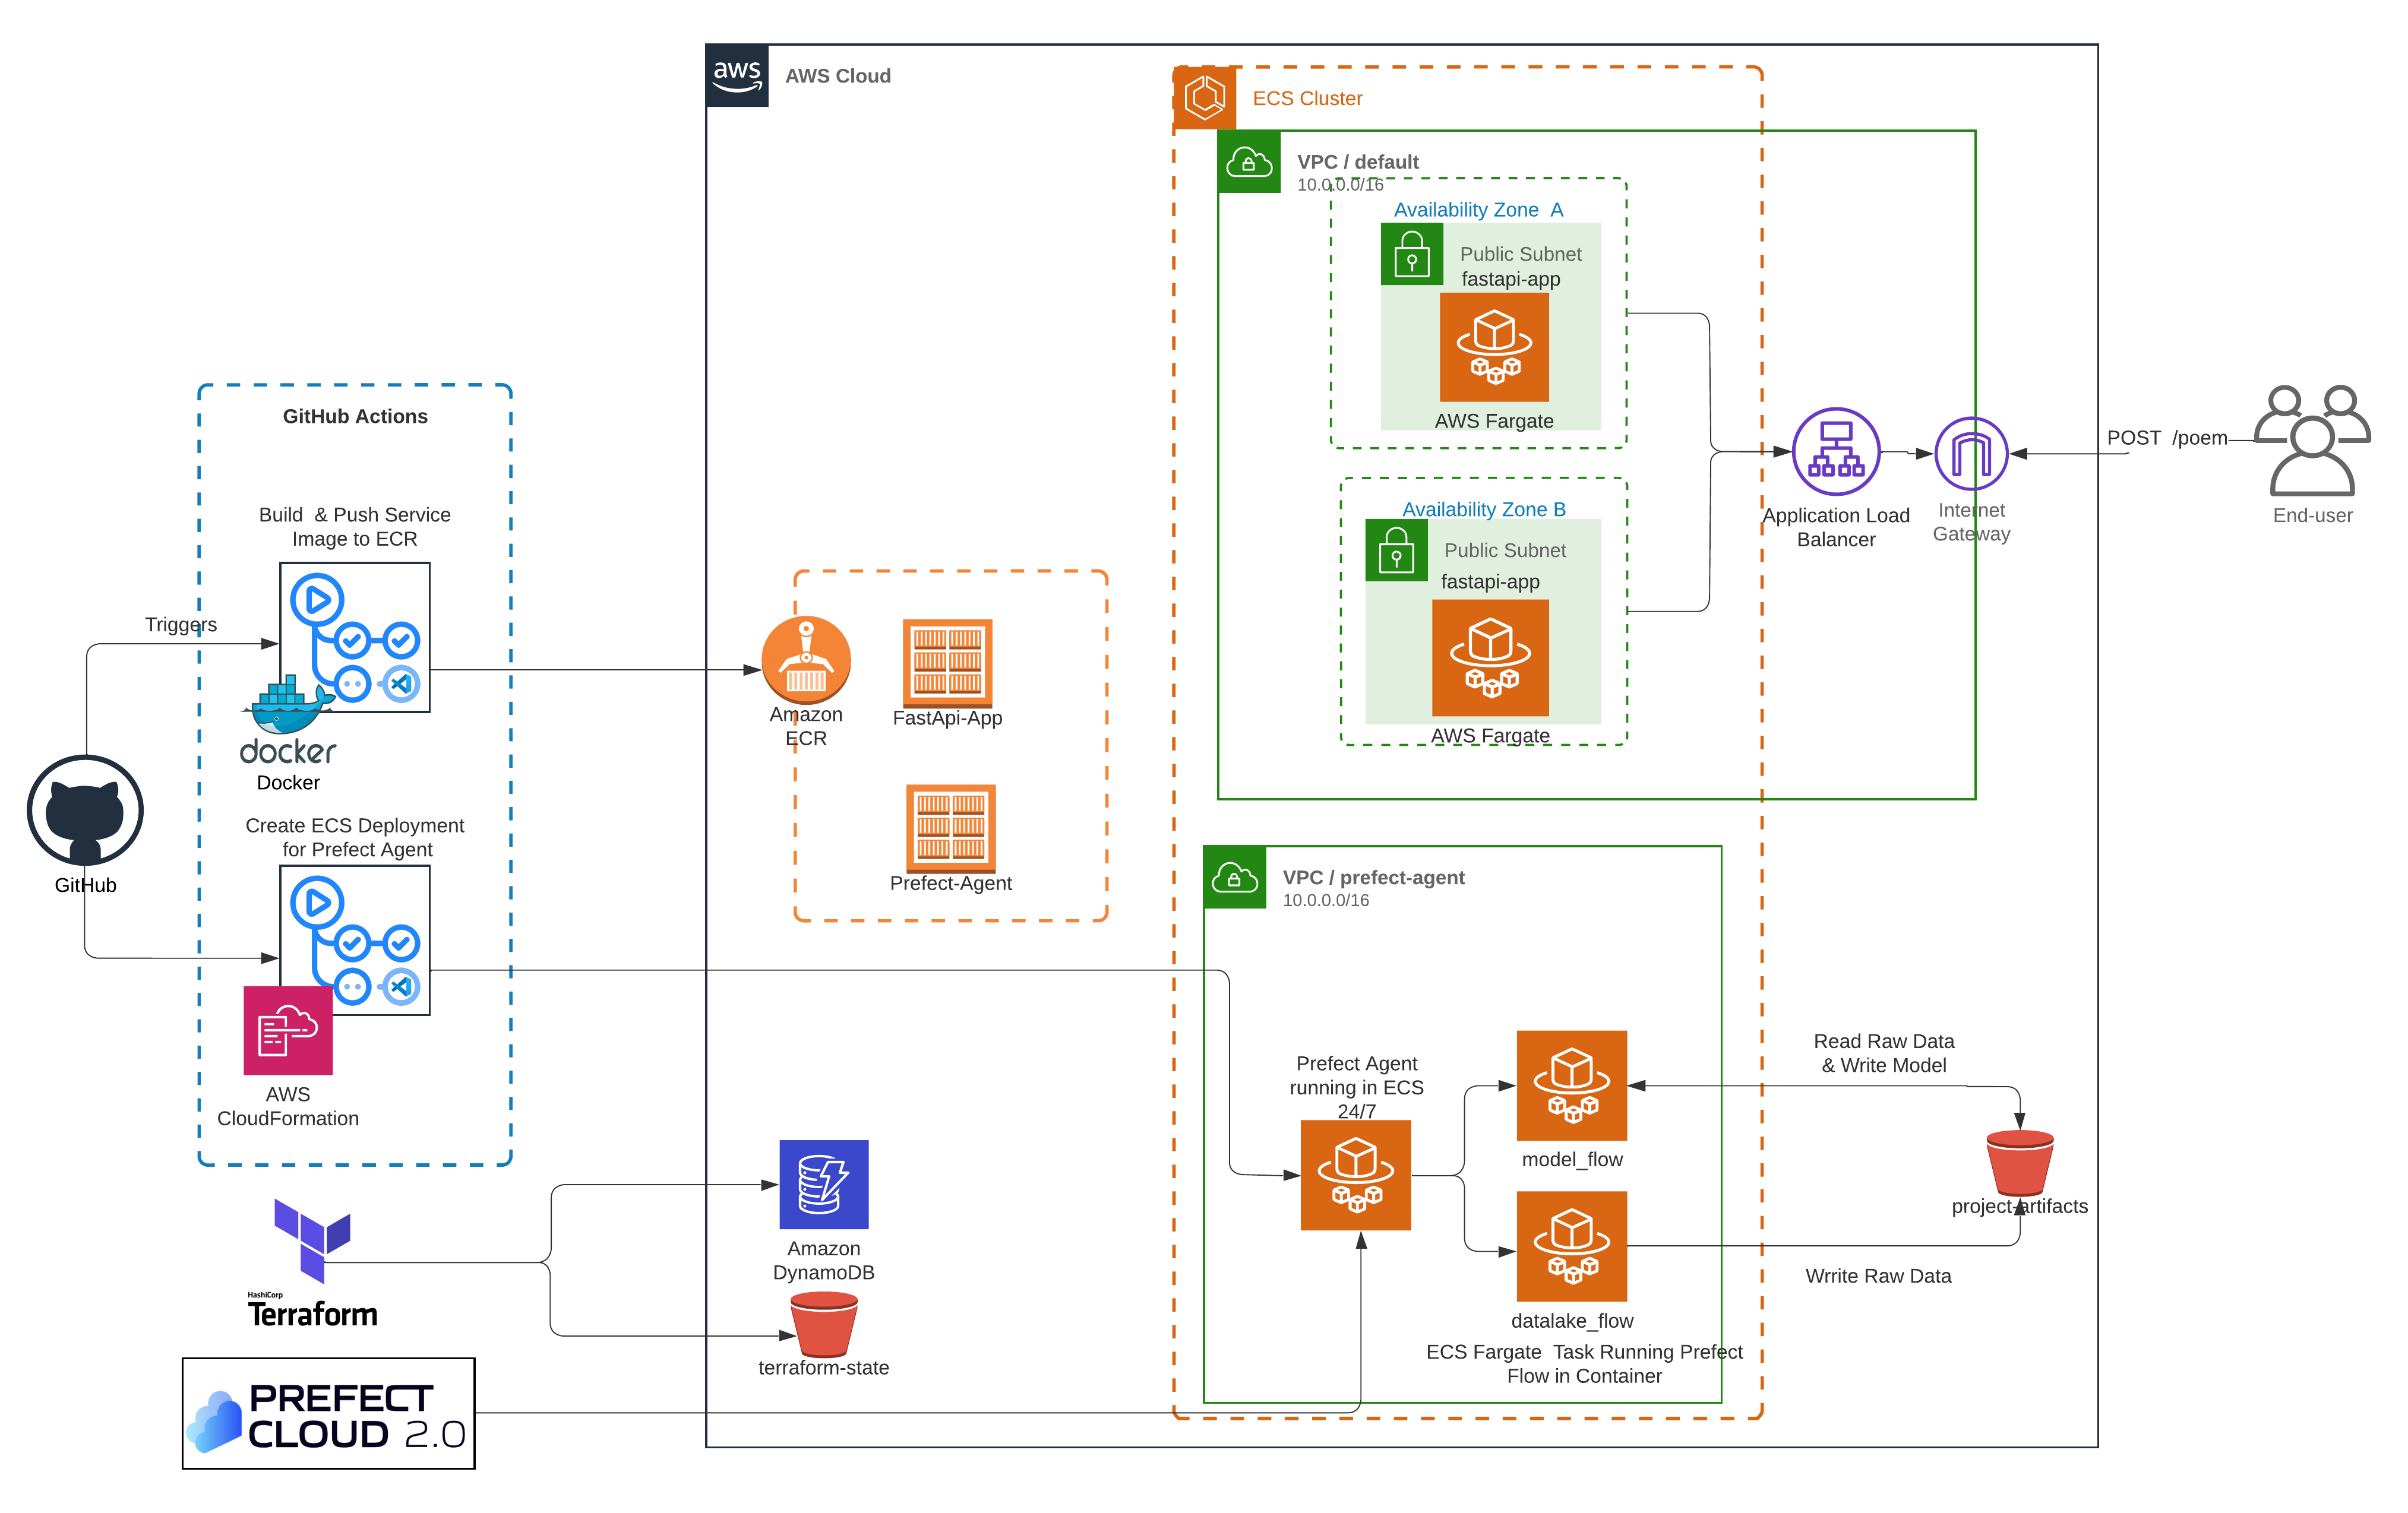 aws
AWS Cloud
ECS Cluster
VPC / default
10.0.0.0/16
Availability Zone  A
Public Subnet
fastapi-app
AWS Fargate
Availability Zone B
Public Subnet
fastapi-app
AWS Fargate
Application Load
Balancer
Internet
Gateway
POST  /poem
End-user
GitHub Actions
Build  & Push Service
Image to ECR
Triggers
docker
Docker
GitHub
Create ECS Deployment
for Prefect Agent
AWS
CloudFormation
Amazon
ECR
FastApi-App
Prefect-Agent
VPC / prefect-agent
10.0.0.0/16
Prefect Agent
running in ECS
24/7
model_flow
datalake_flow
ECS Fargate  Task Running Prefect
Flow in Container
Read Raw Data
& Write Model
project-artifacts
Wrrite Raw Data
Amazon
DynamoDB
terraform-state
HashiCorp
Terraform
PREFECT
CLOUD 2.0